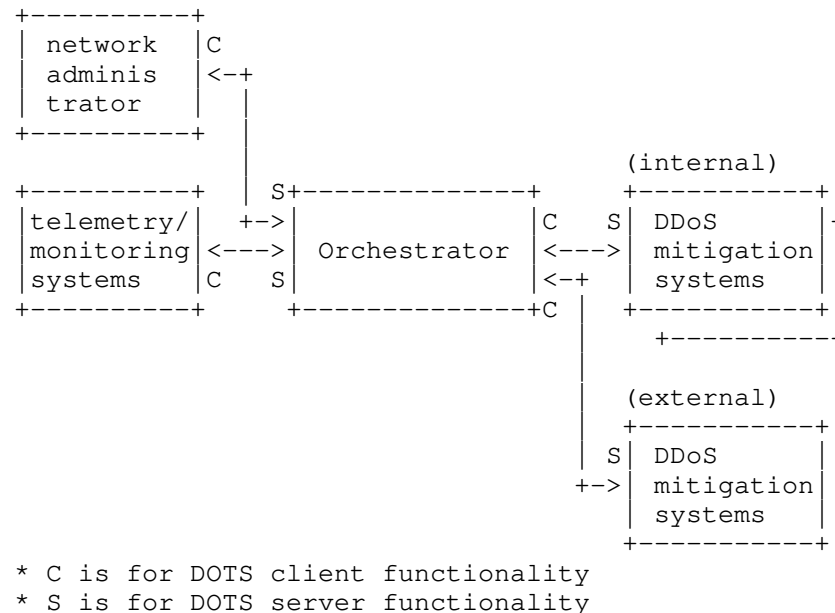 +----------+
| network  |C
| adminis  |<-+
| trator   |  |
+----------+  |
              |                       (internal)
+----------+  | S+--------------+     +-----------+
|telemetry/|  +->|              |C   S| DDoS      |+
|monitoring|<--->| Orchestrator |<--->| mitigation|
|systems   |C   S|              |<-+  | systems   |
+----------+     +--------------+C |  +-----------+
                                   |    +-----------
                                   |
                                   |  (external)
                                   |  +-----------+
                                   | S| DDoS      |
                                   +->| mitigation|
                                      | systems   |
                                      +-----------+
* C is for DOTS client functionality
* S is for DOTS server functionality